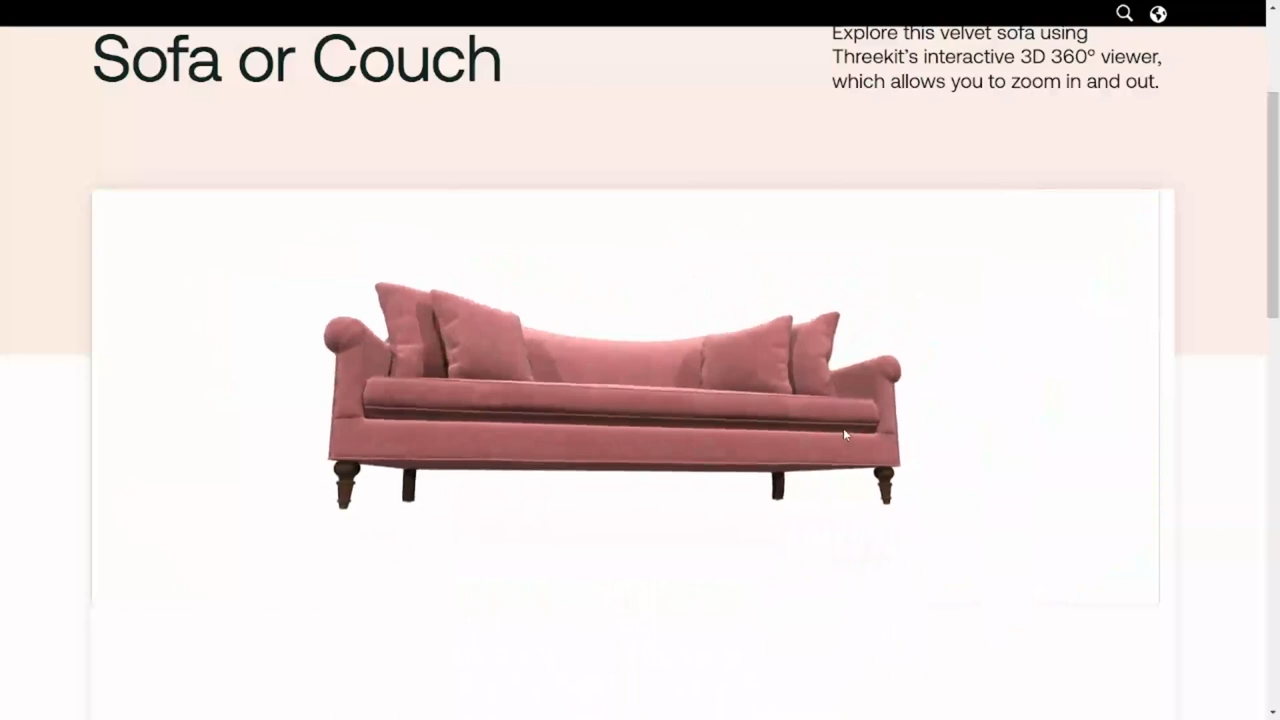 Sofa or Couch
Explore this velvet sofa using
Threekit’s interactive 3D 360° viewer,
which allows you to zoom in and out.